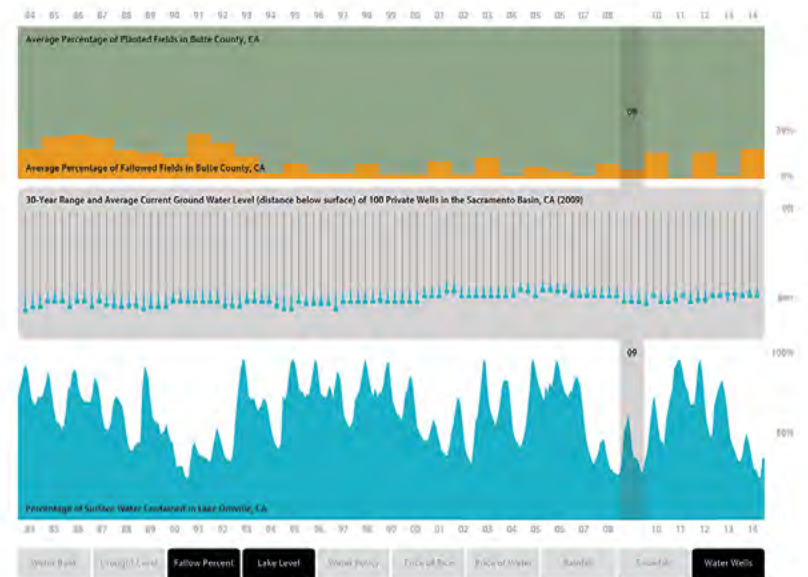 84 85 86 87 88 89 90 91 92 93 94 95 96 97 98 99 00 01 02 03 04 05 06 07 08 10 11 12 13 14
Average Percentage of Planted Fields in Butte County, CA
09
Average Percentage of Fallowed Fields in Butte County, CA
0%
30-Year Range and Average Current Ground Water Level (distance below surface) of 100 Private Wells in the Sacramento Basin, CA (2009)
09
100%
50%
Percentage of Surface Water Contained in Lake Oroville, CA
84 85 86 87 88 89 90 91 92 93 94 95 96 97 98 99 00 01 02 03 04 05 06 07 08 10 11 12 13 14
Water Bank Drought Level Fallow Percent Lake Level Water Policy Price of Rice Price of Water Rainfall Snowfall Water Wells